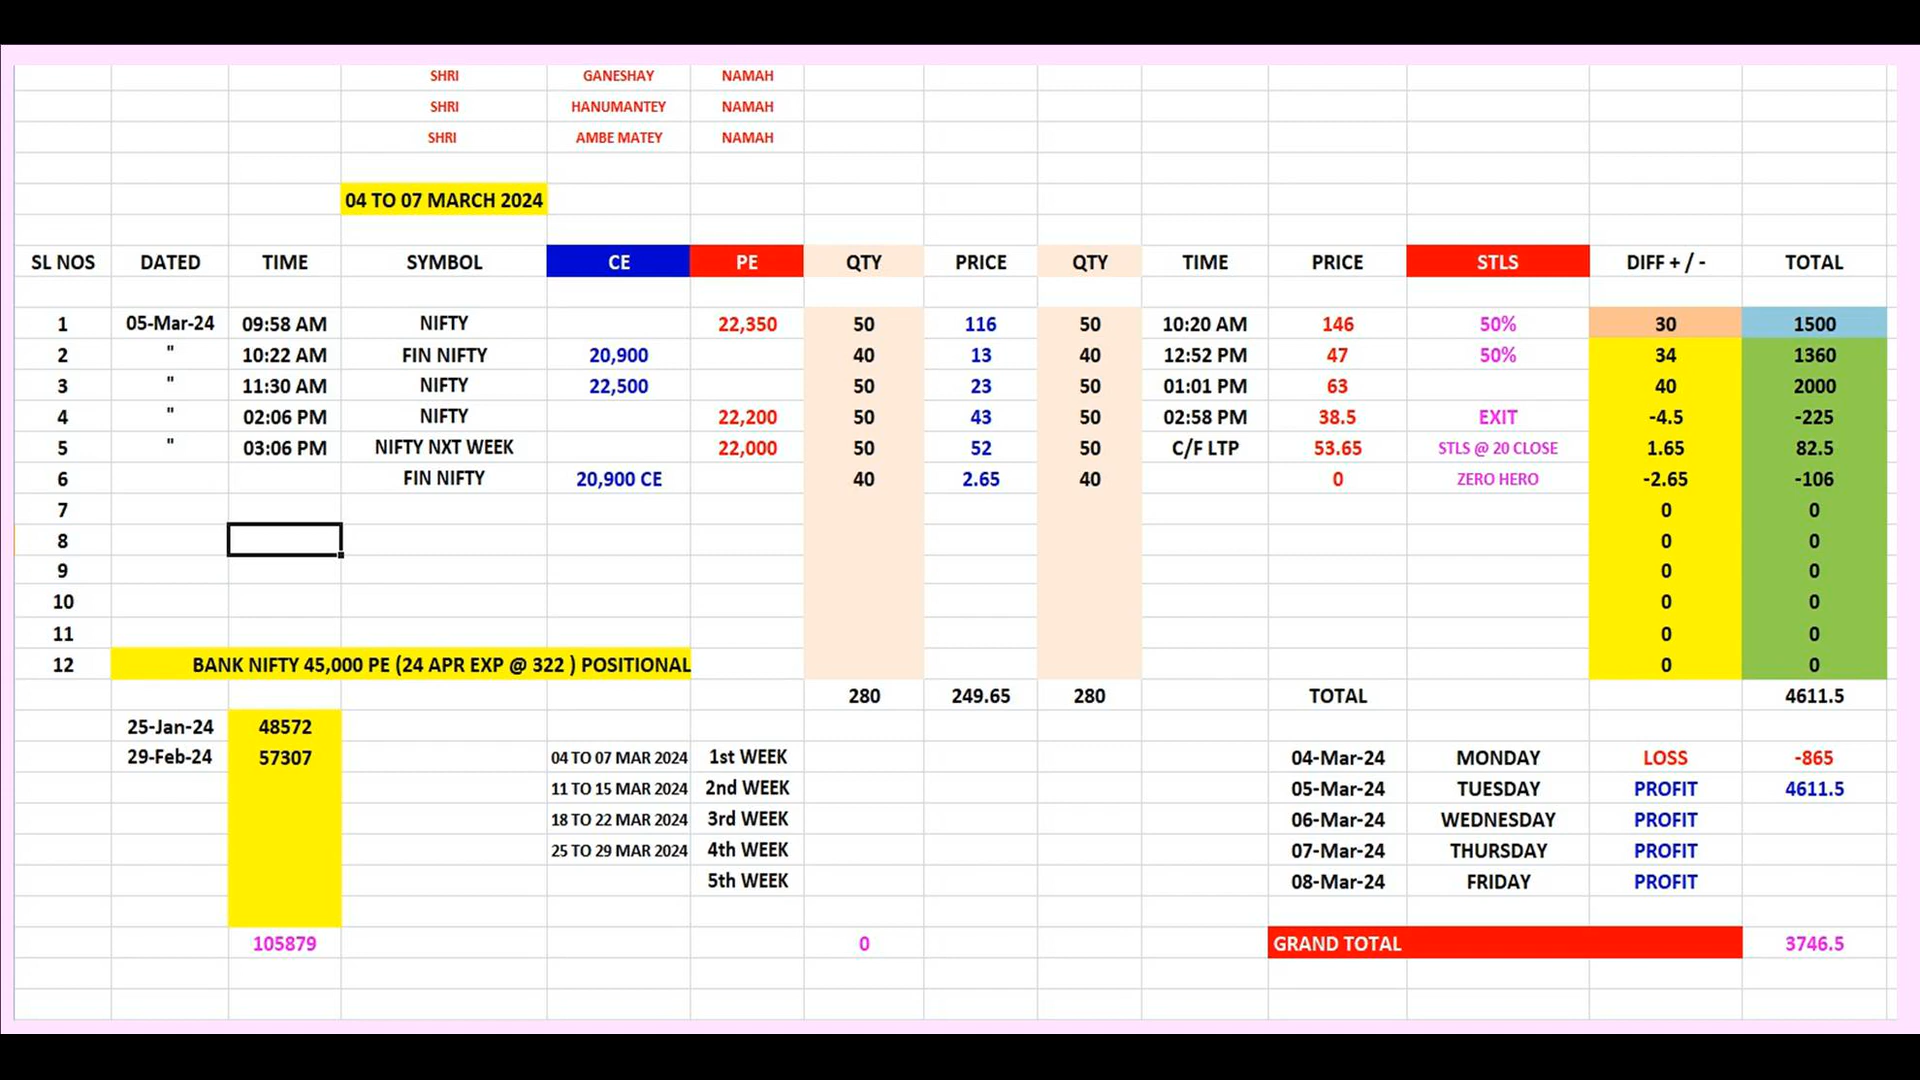 SHRI GANESHAY NAMAH
SHRI HANUMANTEY NAMAH
SHRI AMBE MATEY NAMAH
04 TO 07 MARCH 2024
SL NOS DATED TIME SYMBOL CE PE QTY PRICE QTY TIME PRICE STLS DIFF + / - TOTAL
1 05-Mar-24 09:58 AM NIFTY 22,350 50 116 50 10:20 AM 146 50% 30 1500
2 " 10:22 AM FIN NIFTY 20,900 40 13 40 12:52 PM 47 50% 34 1360
3 " 11:30 AM NIFTY 22,500 50 23 50 01:01 PM 63 40 2000
4 " 02:06 PM NIFTY 22,200 50 43 50 02:58 PM 38.5 EXIT -4.5 -225
5 " 03:06 PM NIFTY NXT WEEK 22,000 50 52 50 C/F LTP 53.65 STLS @ 20 CLOSE 1.65 82.5
6 FIN NIFTY 20,900 CE 40 2.65 40 0 ZERO HERO -2.65 -106
7 0 0
8 0 0
9 0 0
10 0 0
11 0 0
12 BANK NIFTY 45,000 PE (24 APR EXP @ 322 ) POSITIONAL 0 0
280 249.65 280 TOTAL 4611.5
25-Jan-24 48572
29-Feb-24 57307 04 TO 07 MAR 2024 1st WEEK 04-Mar-24 MONDAY LOSS -865
11 TO 15 MAR 2024 2nd WEEK 05-Mar-24 TUESDAY PROFIT 4611.5
18 TO 22 MAR 2024 3rd WEEK 06-Mar-24 WEDNESDAY PROFIT
25 TO 29 MAR 2024 4th WEEK 07-Mar-24 THURSDAY PROFIT
5th WEEK 08-Mar-24 FRIDAY PROFIT
105879 0 GRAND TOTAL 3746.5